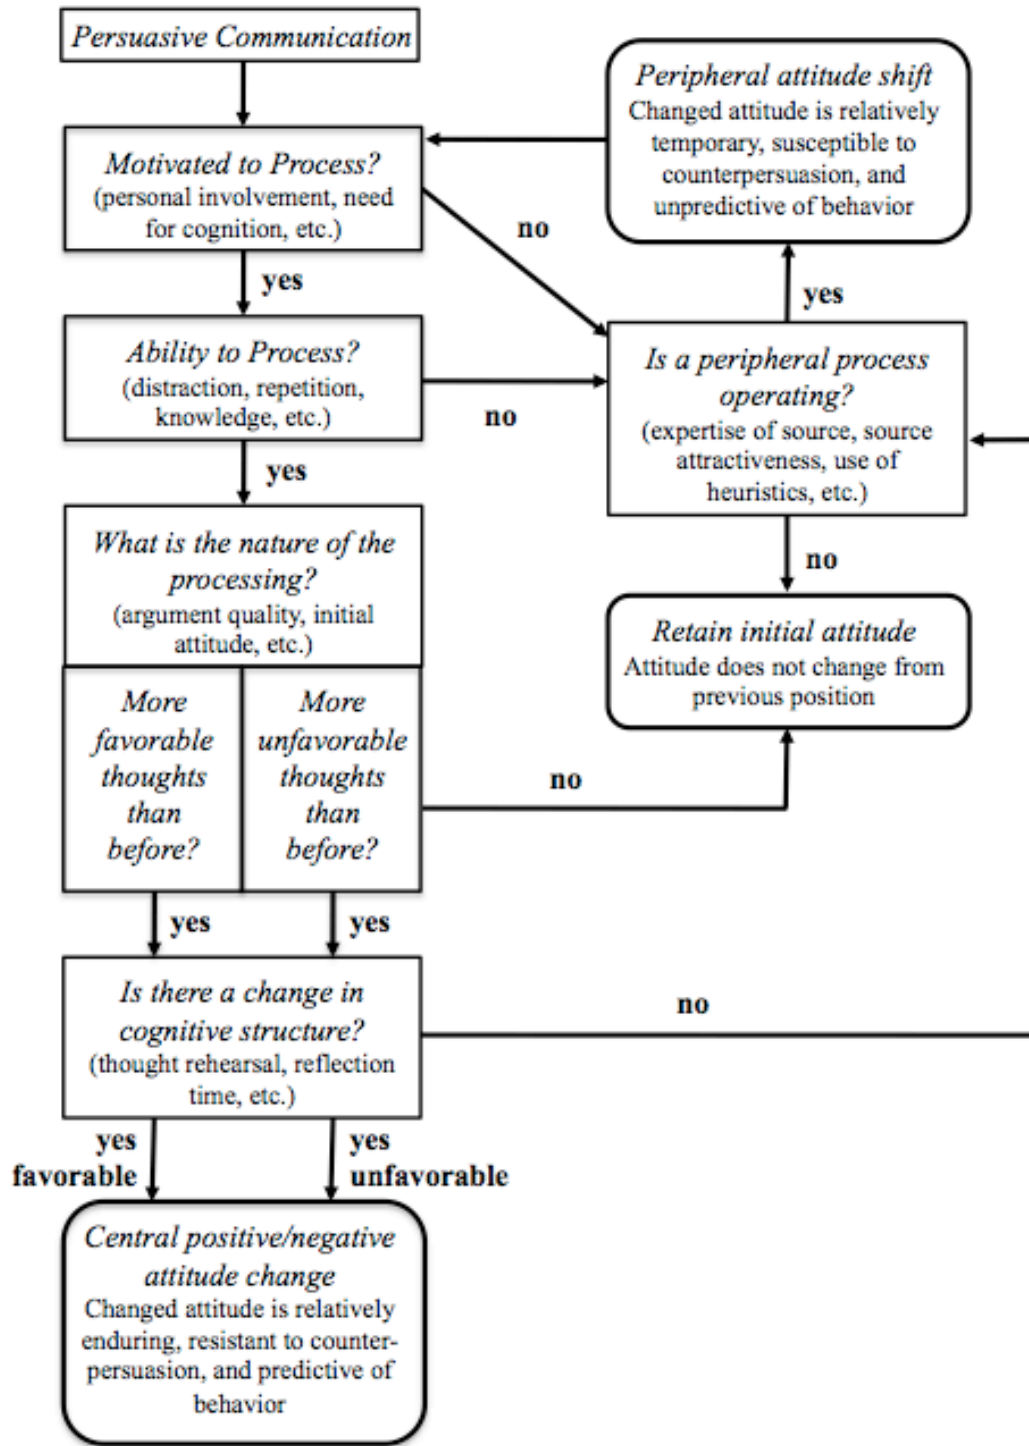 Persuasive Communication
Motivated to Process?
(personal involvement, need
for cognition, etc.)
yes
no
Ability to Process?
(distraction, repetition,
knowledge, etc.)
yes
no
What is the nature of the
processing?
(argument quality, initial
attitude, etc.)
More
favorable
thoughts
than
before?
More
unfavorable
thoughts
than
before?
no
yes
yes
Is there a change in
cognitive structure?
(thought rehearsal, reflection
time, etc.)
no
yes
favorable
yes
unfavorable
Central positive/negative
attitude change
Changed attitude is relatively
enduring, resistant to counter-
persuasion, and predictive of
behavior
Peripheral attitude shift
Changed attitude is relatively
temporary, susceptible to
counterpersuasion, and
unpredictive of behavior
yes
Is a peripheral process
operating?
(expertise of source, source
attractiveness, use of
heuristics, etc.)
no
Retain initial attitude
Attitude does not change from
previous position